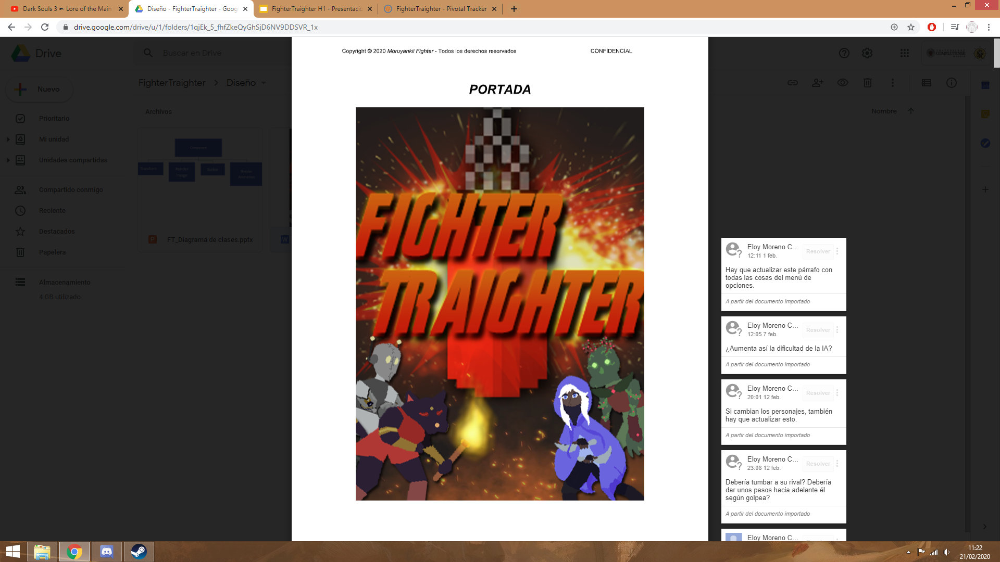 Dark Souls 3 ► Lore of the Main
Diseño - FighterTraighter - Goog
FighterTraighter H1 - Presentació
FighterTraighter - Pivotal Tracker
drive.google.com/drive/u/1/folders/1qjEk_5_fhfZkeQyGhSjD6NV9DDSVR_1x
Drive
Buscar en Drive
COMPLUTENSE
Nuevo
FighterTraighter > Diseño
Archivos
Nombre
Prioritario
Mi unidad
Unidades compartidas
Compartido conmigo
Reciente
Destacados
Papelera
Almacenamiento
4 GB utilizado
Component
Transform
Render
Image
Button
P FT_Diagrama de clases.pptx
W
Copyright © 2020 Moruyankii Fighter - Todos los derechos reservados
CONFIDENCIAL
PORTADA
FIGHTER
TRAIGHTER
Eloy Moreno C...
Resolver
12:11 1 feb.
Hay que actualizar este párrafo con
todas las cosas del menú de
opciones.
A partir del documento importado
Eloy Moreno C...
Resolver
12:05 7 feb.
¿Aumenta así la dificultad de la IA?
A partir del documento importado
Eloy Moreno C...
Resolver
20:01 12 feb.
Si cambian los personajes, también
hay que actualizar esto.
A partir del documento importado
Eloy Moreno C...
Resolver
23:08 12 feb.
Debería tumbar a su rival? Debería
dar unos pasos hacia adelante él
según golpea?
A partir del documento importado
Eloy Moreno C...
11:22
21/02/2020